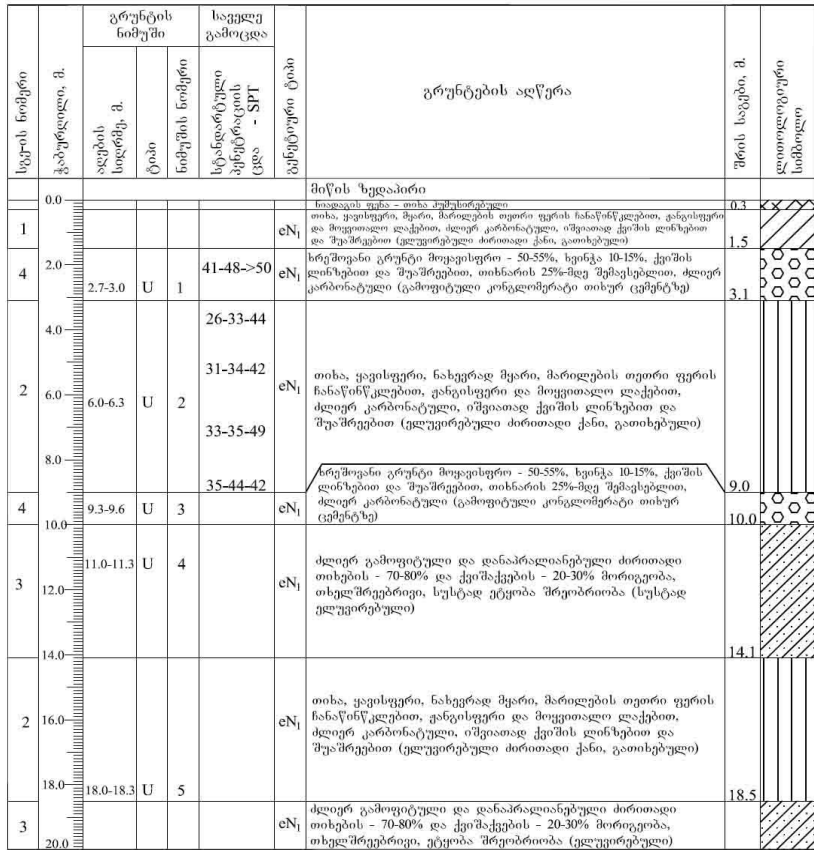 გრუნტის
ნიმუში
საველე
გამოცდა
სგე-ის ნომერი
ჭაბურღილი, მ.
აღების
სიღრმე, მ.
ტიპი
ნიმუშის ნომერი
სტანდარტული
პენეტრაციის
ცდა - SPT
გენეტიური ტიპი
გრუნტების აღწერა
შრის საგები, მ.
ლითოლოგიური
სიმბოლო
მიწის ზედაპირი
0.0
ნიადაგის ფენა - თიხა ჰუმუსირებული
0.3
1
eN1
თიხა, ყავისფერი, მყარი, მარილების თეთრი ფერის ჩანაწინწკლებით, ჟანგისფერი
და მოყვითალო ლაქებით, ძლიერ კარბონატული, იშვიათად ქვიშის ლინზებით
და შუაშრეებით (ელუვირებული ძირითადი ქანი, გათიხებული)
1.5
4
2.0
2.7-3.0 U 1
41-48->50
eN1
ხრეშოვანი გრუნტი მოყავისფრო - 50-55%, ხვინჭა 10-15%, ქვიშის
ლინზებით და შუაშრეებით, თიხნარის 25%-მდე შემავსებლით, ძლიერ
კარბონატული (გამოფიტული კონგლომერატი თიხურ ცემენტზე)
3.1
4.0
26-33-44
31-34-42
2
6.0
6.0-6.3 U 2
eN1
თიხა, ყავისფერი, ნახევრად მყარი, მარილების თეთრი ფერის
ჩანაწინწკლებით, ჟანგისფერი და მოყვითალო ლაქებით,
ძლიერ კარბონატული, იშვიათად ქვიშის ლინზებით და
შუაშრეებით (ელუვირებული ძირითადი ქანი, გათიხებული)
33-35-49
8.0
35-44-42
9.0
4
9.3-9.6 U 3
eN1
ხრეშოვანი გრუნტი მოყავისფრო - 50-55%, ხვინჭა 10-15%, ქვიშის
ლინზებით და შუაშრეებით, თიხნარის 25%-მდე შემავსებლით,
ძლიერ კარბონატული (გამოფიტული კონგლომერატი თიხურ
ცემენტზე)
10.0
10.0
11.0-11.3 U 4
3
12.0
eN1
ძლიერ გამოფიტული და დანაპრალიანებული ძირითადი
თიხების - 70-80% და ქვიშაქვების - 20-30% მორიგეობა,
თხელშრეებრივი, სუსტად ეტყობა შრეობრიობა (სუსტად
ელუვირებული)
14.0
14.1
2
16.0
eN1
თიხა, ყავისფერი, ნახევრად მყარი, მარილების თეთრი ფერის
ჩანაწინწკლებით, ჟანგისფერი და მოყვითალო ლაქებით,
ძლიერ კარბონატული, იშვიათად ქვიშის ლინზებით და
შუაშრეებით (ელუვირებული ძირითადი ქანი, გათიხებული)
18.0
18.0-18.3 U 5
18.5
3
eN1
ძლიერ გამოფიტული და დანაპრალიანებული ძირითადი
თიხების - 70-80% და ქვიშაქვების - 20-30% მორიგეობა,
თხელშრეებრივი, ეტყობა შრეობრიობა (ელუვირებული)
20.0